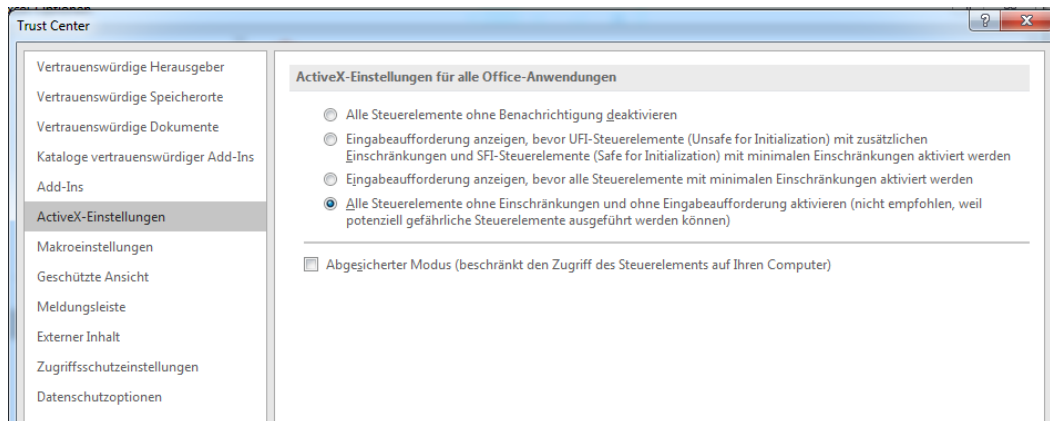 Trust Center
Vertrauenswürdige Herausgeber
Vertrauenswürdige Speicherorte
Vertrauenswürdige Dokumente
Kataloge vertrauenswürdiger Add-Ins
Add-Ins
ActiveX-Einstellungen
Makroeinstellungen
Geschützte Ansicht
Meldungsleiste
Externer Inhalt
Zugriffsschutzeinstellungen
Datenschutzoptionen
ActiveX-Einstellungen für alle Office-Anwendungen
Alle Steuerelemente ohne Benachrichtigung deaktivieren
Eingabeaufforderung anzeigen, bevor UFI-Steuerelemente (Unsafe for Initialization) mit zusätzlichen
Einschränkungen und SFI-Steuerelemente (Safe for Initialization) mit minimalen Einschränkungen aktiviert werden
Eingabeaufforderung anzeigen, bevor alle Steuerelemente mit minimalen Einschränkungen aktiviert werden
Alle Steuerelemente ohne Einschränkungen und ohne Eingabeaufforderung aktivieren (nicht empfohlen, weil
potenziell gefährliche Steuerelemente ausgeführt werden können)
Abgesicherter Modus (beschränkt den Zugriff des Steuerelements auf Ihren Computer)